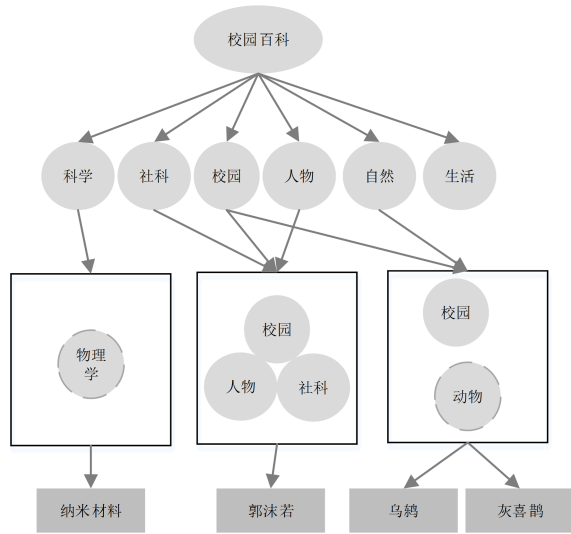 校园百科
科学
社科
校园
人物
自然
生活
物理
学
校园
人物
社科
校园
动物
纳米材料
郭沫若
乌鸫
灰喜鹊